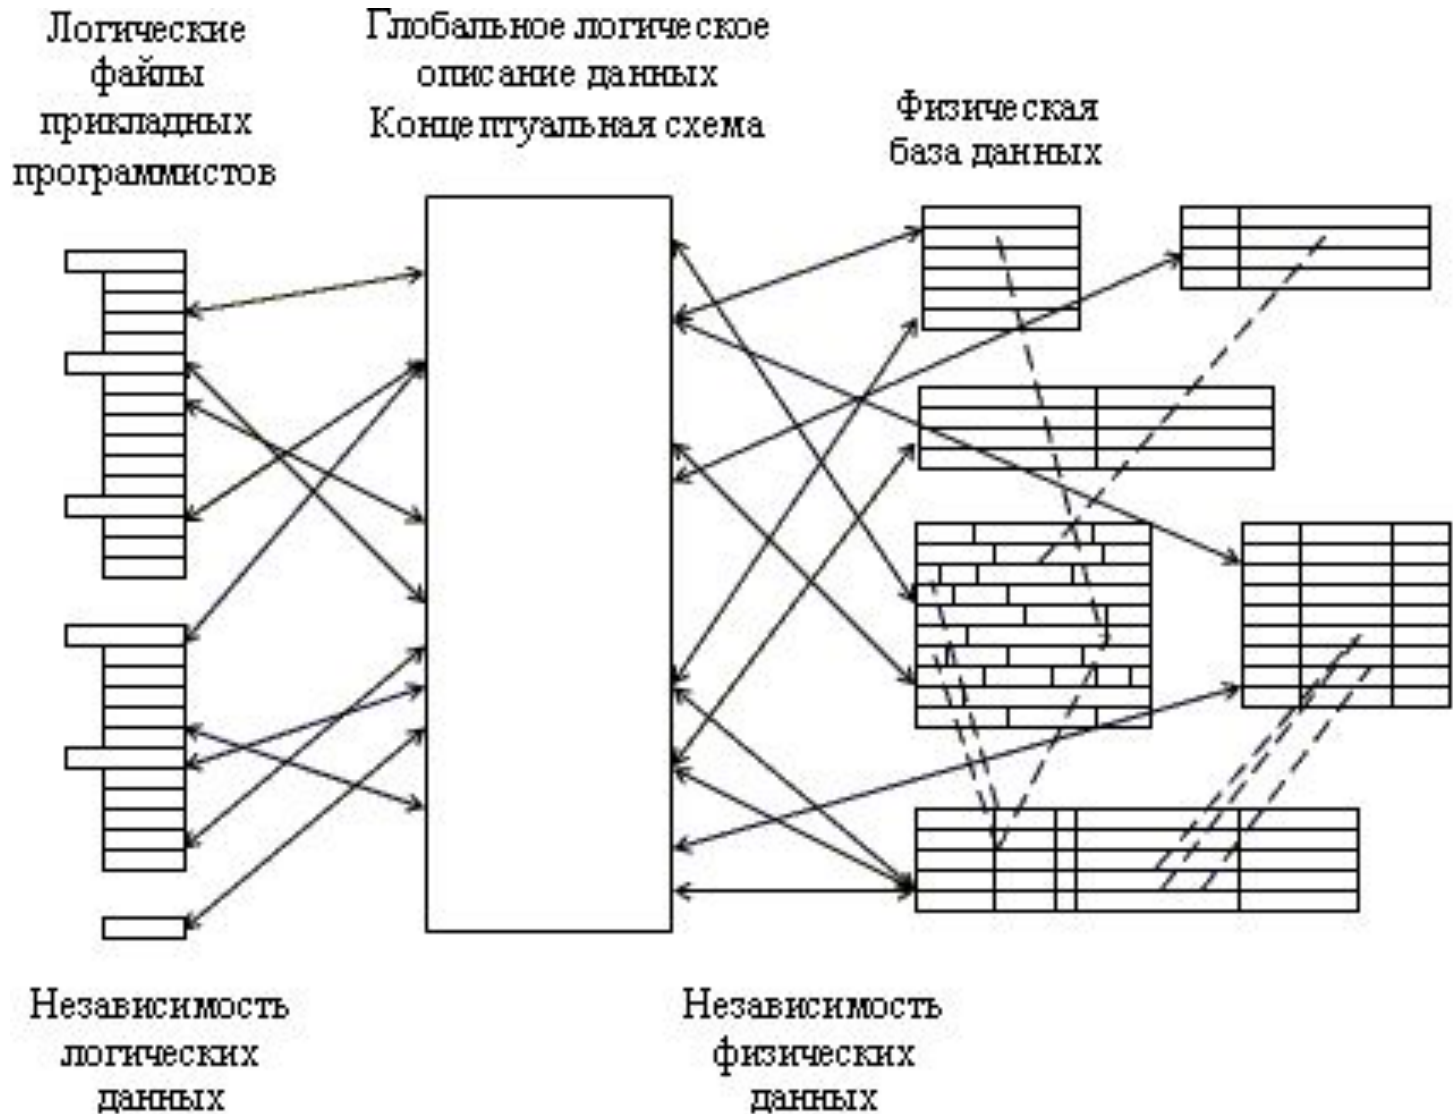 Логические
файлы
прикладных
программистов
Глобальное логическое
описание данных
Концептуальная схема
Физическая
база данных
Независимость
логических
данных
Независимость
физических
данных